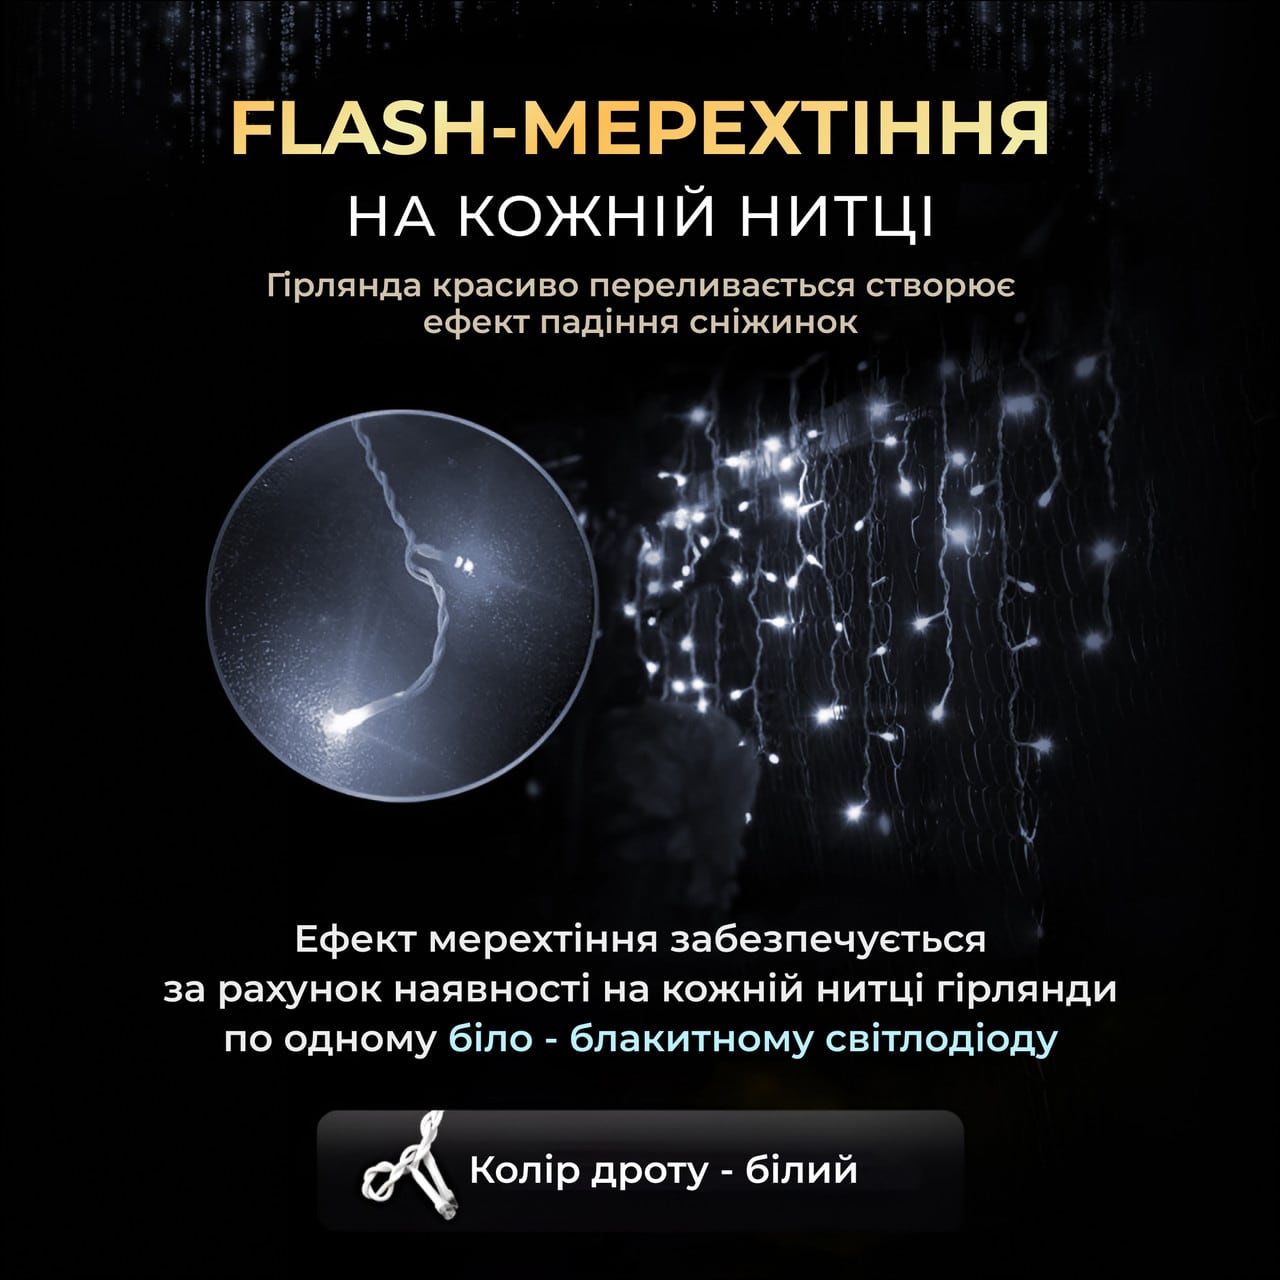 FLASH-МЕРЕХТІННЯ
НА КОЖНІЙ НИТЦІ
Гірлянда красиво переливається створює
ефект падіння сніжинок
Ефект мерехтіння забезпечується
за рахунок наявності на кожній нитці гірлянди
по одному біло - блакитному світлодіоду
Колір дроту - білий